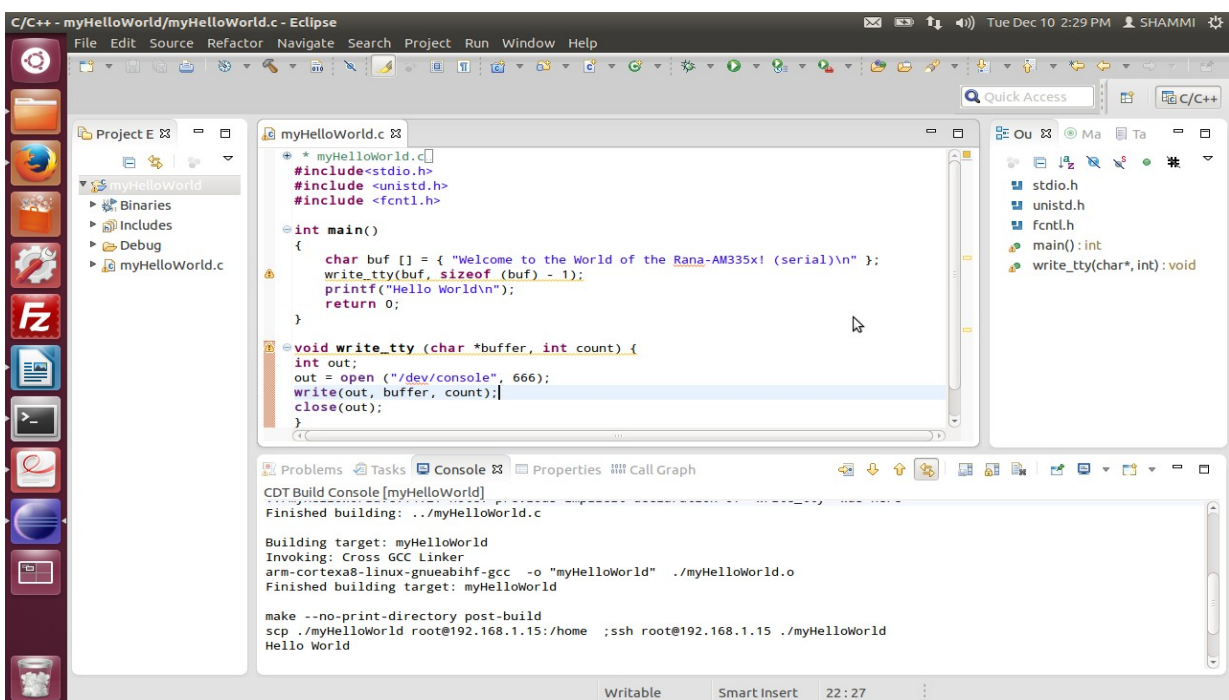 C/C++ - myHelloWorld/myHelloWorld.c - Eclipse
Tue Dec 10 2:29 PM SHAMMI
File Edit Source Refactor Navigate Search Project Run Window Help
Quick Access
C/C++
Project E
myHelloWorld
Binaries
Includes
Debug
myHelloWorld.c
myHelloWorld.c
* myHelloWorld.c
#include<stdio.h>
#include <unistd.h>
#include <fcntl.h>
int main()
{
char buf [] = { "Welcome to the World of the Rana-AM335x! (serial)\n" };
write_tty(buf, sizeof (buf) - 1);
printf("Hello World\n");
return 0;
}
void write_tty (char *buffer, int count) {
int out;
out = open ("/dev/console", 666);
write(out, buffer, count);
close(out);
}
Ou Ma Ta
stdio.h
unistd.h
fcntl.h
main() : int
write_tty(char*, int) : void
Problems Tasks Console Properties Call Graph
CDT Build Console [myHelloWorld]
Finished building: ../myHelloWorld.c
Building target: myHelloWorld
Invoking: Cross GCC Linker
arm-cortexa8-linux-gnueabihf-gcc -o "myHelloWorld" ./myHelloWorld.o
Finished building target: myHelloWorld
make --no-print-directory post-build
scp ./myHelloWorld root@192.168.1.15:/home ;ssh root@192.168.1.15 ./myHelloWorld
Hello World
Writable Smart Insert 22 : 27